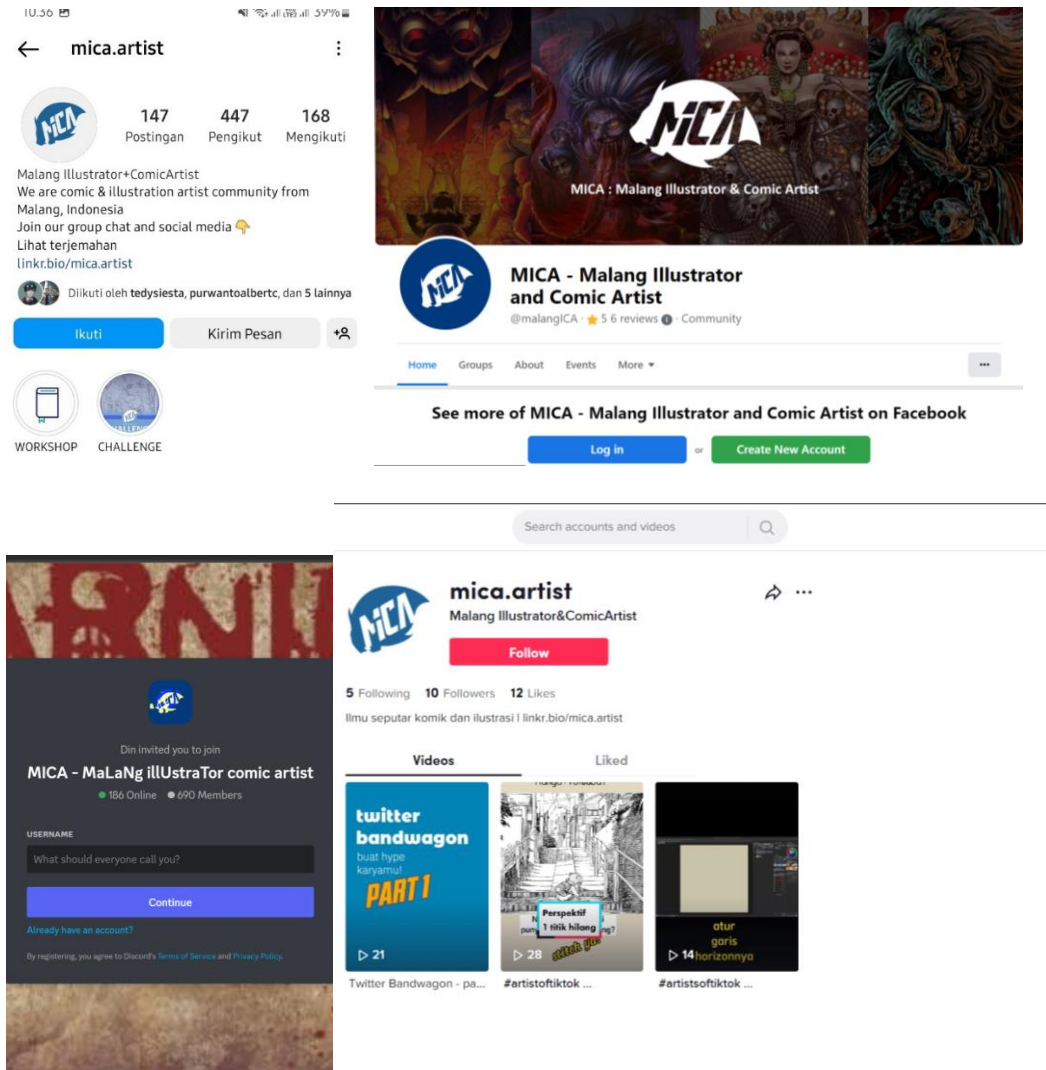 10.36
39%
mica.artist
147 447 168
Postingan Pengikut Mengikuti
MiCA
Malang Illustrator+ComicArtist
We are comic & illustration artist community from
Malang, Indonesia
Join our group chat and social media 👇
Lihat terjemahan
linkr.bio/mica.artist
Diikuti oleh tedysiesta, purwantoalbertc, dan 5 lainnya
Ikuti Kirim Pesan
WORKSHOP CHALLENGE
MiCA
MICA : Malang Illustrator & Comic Artist
MiCA
MICA - Malang Illustrator
and Comic Artist
@malangICA · ★ 5 6 reviews · Community
Home Groups About Events More
See more of MICA - Malang Illustrator and Comic Artist on Facebook
Log in or Create New Account
Din invited you to join
MICA - MaLaNg illUstraTor comic artist
186 Online 690 Members
USERNAME
What should everyone call you?
Continue
Already have an account?
By registering, you agree to Discord's Terms of Service and Privacy Policy.
Search accounts and videos
MiCA
mica.artist
Malang Illustrator&ComicArtist
Follow
5 Following 10 Followers 12 Likes
Ilmu seputar komik dan ilustrasi | linkr.bio/mica.artist
Videos Liked
twitter
bandwagon
buat hype
karyamu!
PART 1
21
Twitter Bandwagon - pa...
Perspektif
1 titik hilang
28
#artistoftiktok ...
atur
garis
horizonnya
14
#artistsoftiktok ...